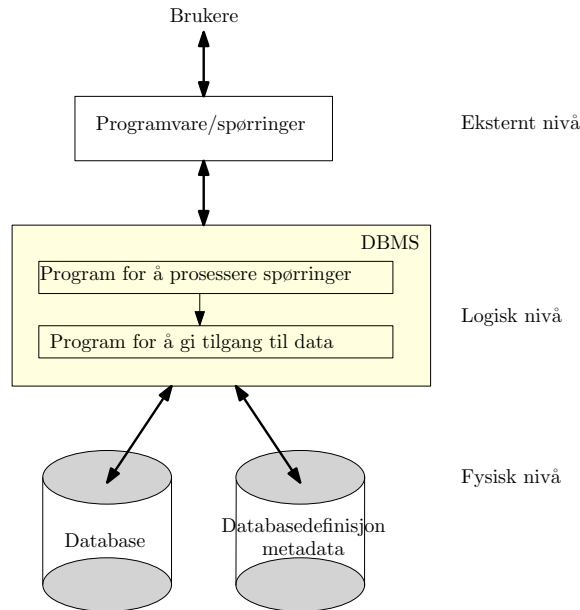 Brukere
Programvare/spørringer
Eksternt nivå
DBMS
Program for å prosessere spørringer
Logisk nivå
Program for å gi tilgang til data
Fysisk nivå
Database
Databasedefinisjon
metadata